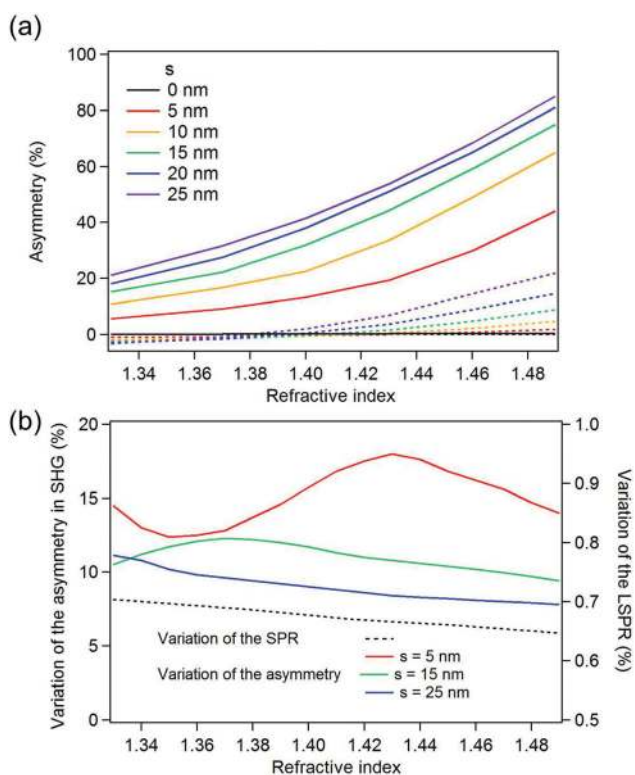 (a)
100
80
60
40
20
0
Asymmetry (%)
s
0 nm
5 nm
10 nm
15 nm
20 nm
25 nm
1.34 1.36 1.38 1.40 1.42 1.44 1.46 1.48
Refractive index
(b)
20
15
10
5
0
Variation of the asymmetry in SHG (%)
1.0
0.9
0.8
0.7
0.6
0.5
Variation of the LSPR (%)
Variation of the SPR
Variation of the asymmetry
s = 5 nm
s = 15 nm
s = 25 nm
1.34 1.36 1.38 1.40 1.42 1.44 1.46 1.48
Refractive index